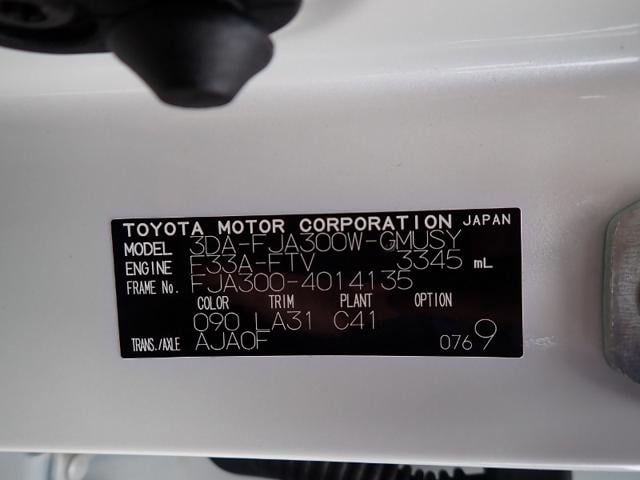 TOYOTA MOTOR CORPORATION JAPAN
MODEL 3DA-FJA300W-GMUSY
ENGINE F33A-FTV 3345 mL
FRAME No. FJA300-4014135
COLOR TRIM PLANT OPTION
090 LA31 C41
TRANS./AXLE AJA0F 0769